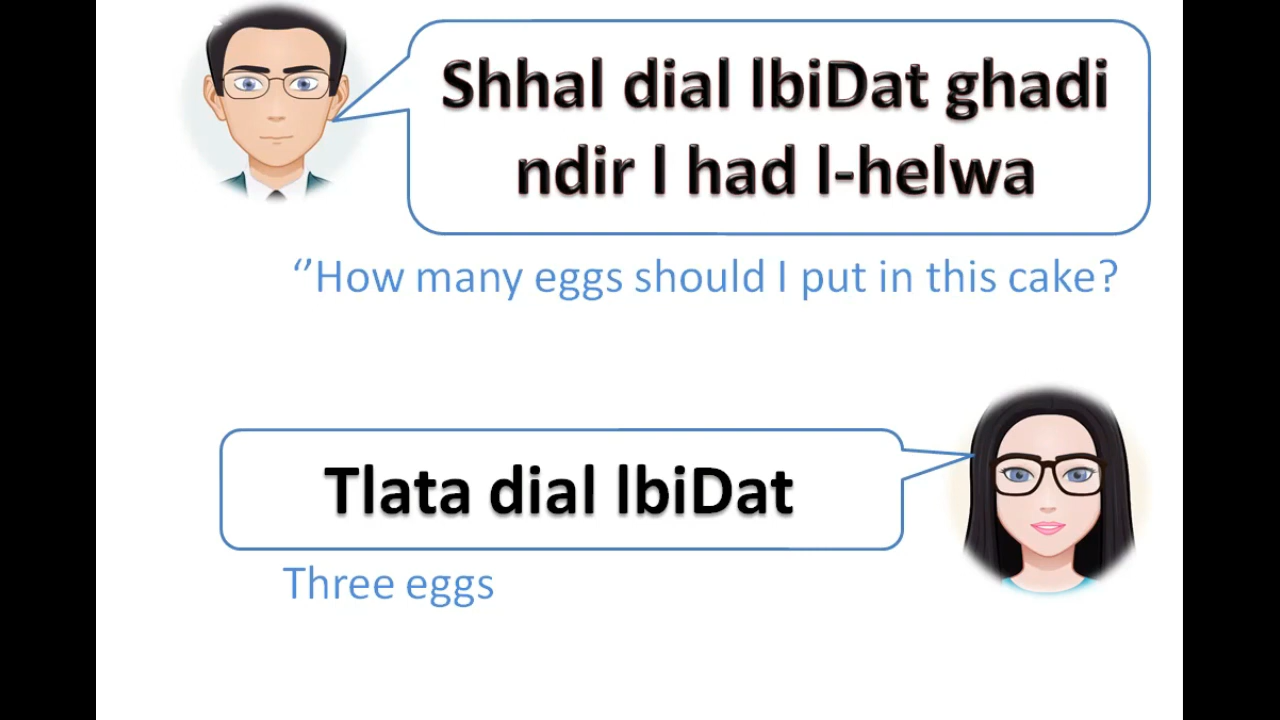 Shhal dial lbiDat ghadi
ndir l had l-helwa
‘’How many eggs should I put in this cake?
Tlata dial lbiDat
Three eggs